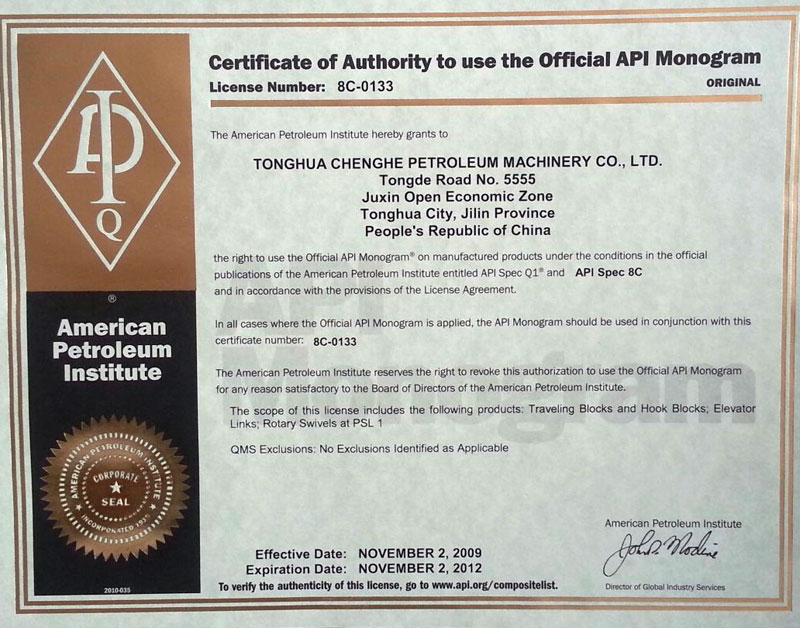 Certificate of Authority to use the Official API Monogram
License Number: 8C-0133
ORIGINAL
The American Petroleum Institute hereby grants to
TONGHUA CHENGHE PETROLEUM MACHINERY CO., LTD.
Tongde Road No. 5555
Juxin Open Economic Zone
Tonghua City, Jilin Province
People's Republic of China
the right to use the Official API Monogram® on manufactured products under the conditions in the official
publications of the American Petroleum Institute entitled API Spec Q1® and API Spec 8C
and in accordance with the provisions of the License Agreement.
In all cases where the Official API Monogram is applied, the API Monogram should be used in conjunction with this
certificate number: 8C-0133
The American Petroleum Institute reserves the right to revoke this authorization to use the Official API Monogram
for any reason satisfactory to the Board of Directors of the American Petroleum Institute.
The scope of this license includes the following products: Traveling Blocks and Hook Blocks; Elevator
Links; Rotary Swivels at PSL 1
QMS Exclusions: No Exclusions Identified as Applicable
Effective Date: NOVEMBER 2, 2009
Expiration Date: NOVEMBER 2, 2012
To verify the authenticity of this license, go to www.api.org/compositelist.
American Petroleum Institute
Director of Global Industry Services
API
Q
®
American
Petroleum
Institute
AMERICAN PETROLEUM INSTITUTE
CORPORATE
SEAL
INCORPORATED 1919
2010-035
Monogram